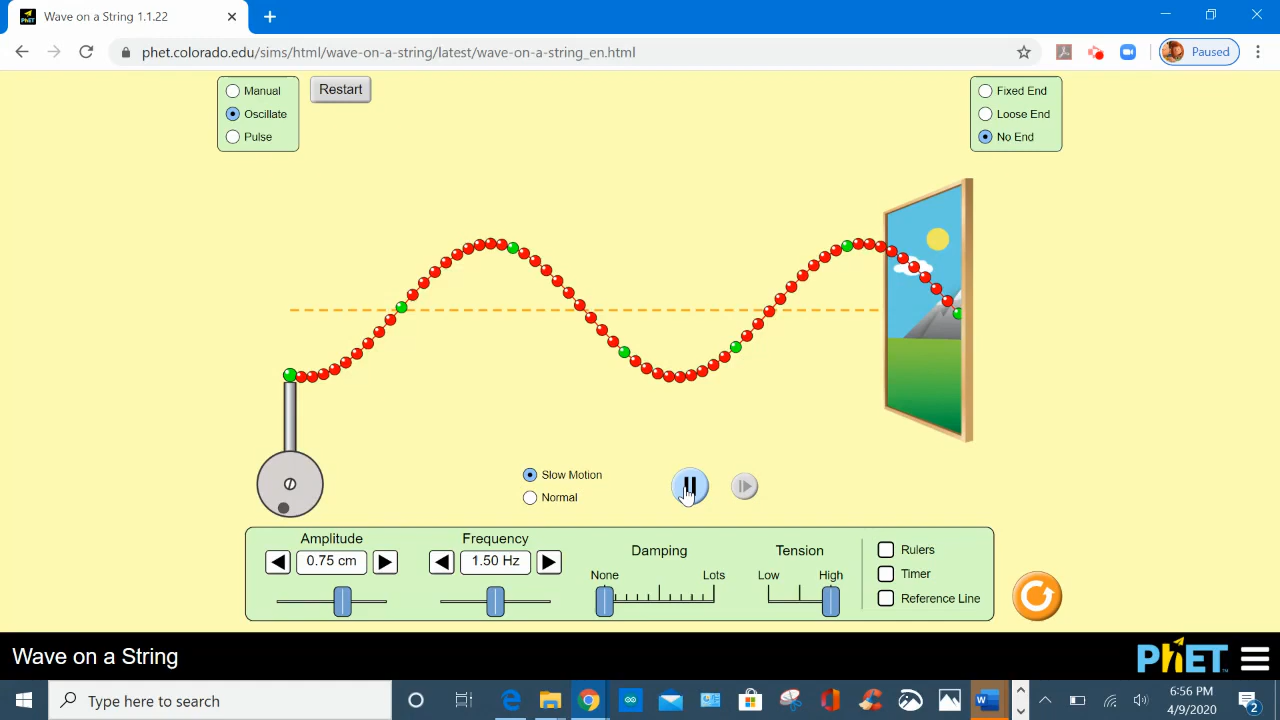 Wave on a String 1.1.22
phet.colorado.edu/sims/html/wave-on-a-string/latest/wave-on-a-string_en.html
Paused
Manual
Oscillate
Pulse
Restart
Fixed End
Loose End
No End
Slow Motion
Normal
Amplitude
0.75 cm
Frequency
1.50 Hz
Damping
None
Lots
Tension
Low
High
Rulers
Timer
Reference Line
Wave on a String
PhET
Type here to search
6:56 PM
4/9/2020
2